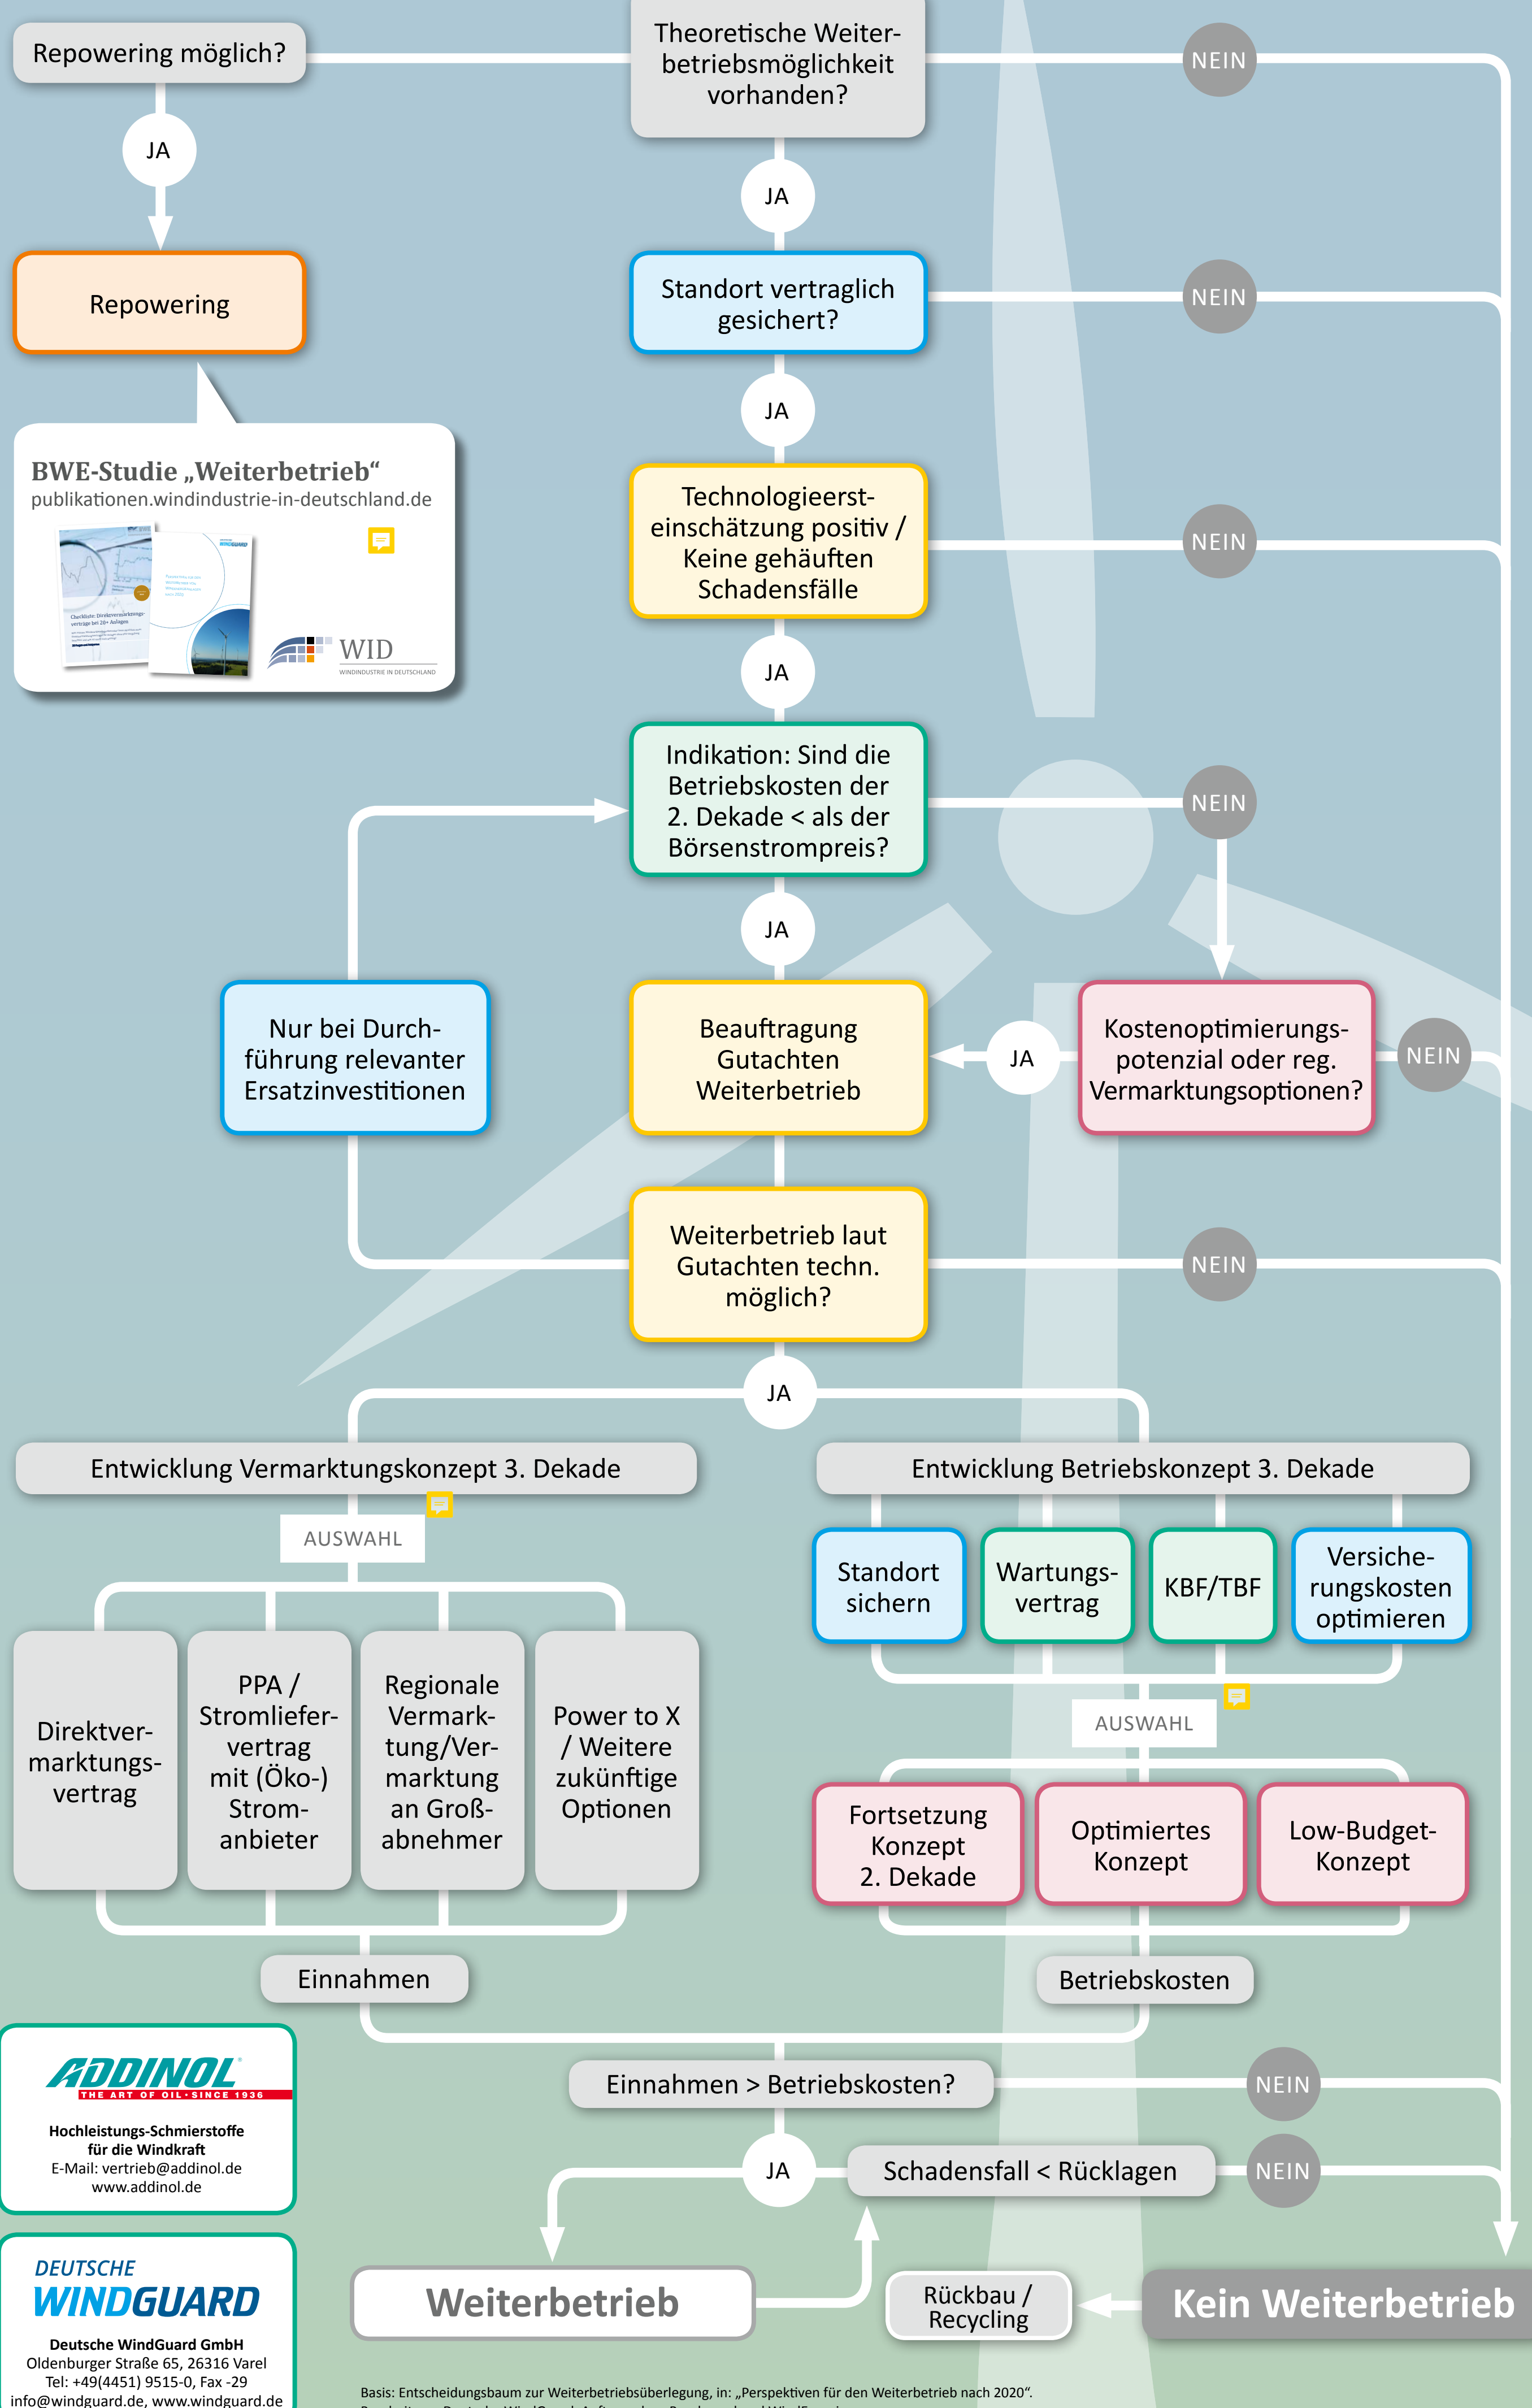 Repowering möglich?
Theoretische Weiter-
betriebsmöglichkeit
vorhanden?
NEIN
JA
JA
Repowering
Standort vertraglich
gesichert?
NEIN
JA
BWE-Studie „Weiterbetrieb“
publikationen.windindustrie-in-deutschland.de
WINDGUARD
Checkliste: Direktvermarktungs-
verträge bei 20+ Anlagen
WID
WINDINDUSTRIE IN DEUTSCHLAND
Technologieerst-
einschätzung positiv /
Keine gehäuften
Schadensfälle
NEIN
JA
Indikation: Sind die
Betriebskosten der
2. Dekade < als der
Börsenstrompreis?
NEIN
JA
Nur bei Durch-
führung relevanter
Ersatzinvestitionen
Beauftragung
Gutachten
Weiterbetrieb
JA
Kostenoptimierungs-
potenzial oder reg.
Vermarktungsoptionen?
NEIN
Weiterbetrieb laut
Gutachten techn.
möglich?
NEIN
JA
Entwicklung Vermarktungskonzept 3. Dekade
AUSWAHL
Direktver-
marktungs-
vertrag
PPA /
Stromliefer-
vertrag
mit (Öko-)
Strom-
anbieter
Regionale
Vermark-
tung/Ver-
marktung
an Groß-
abnehmer
Power to X
/ Weitere
zukünftige
Optionen
Einnahmen
Entwicklung Betriebskonzept 3. Dekade
Standort
sichern
Wartungs-
vertrag
KBF/TBF
Versiche-
rungskosten
optimieren
AUSWAHL
Fortsetzung
Konzept
2. Dekade
Optimiertes
Konzept
Low-Budget-
Konzept
Betriebskosten
Einnahmen > Betriebskosten?
NEIN
JA
Schadensfall < Rücklagen
NEIN
Weiterbetrieb
Rückbau /
Recycling
Kein Weiterbetrieb
ADDINOL®
THE ART OF OIL · SINCE 1936
Hochleistungs-Schmierstoffe
für die Windkraft
E-Mail: vertrieb@addinol.de
www.addinol.de
DEUTSCHE
WINDGUARD
Deutsche WindGuard GmbH
Oldenburger Straße 65, 26316 Varel
Tel: +49(4451) 9515-0, Fax -29
info@windguard.de, www.windguard.de
Basis: Entscheidungsbaum zur Weiterbetriebsüberlegung, in: „Perspektiven für den Weiterbetrieb nach 2020“.